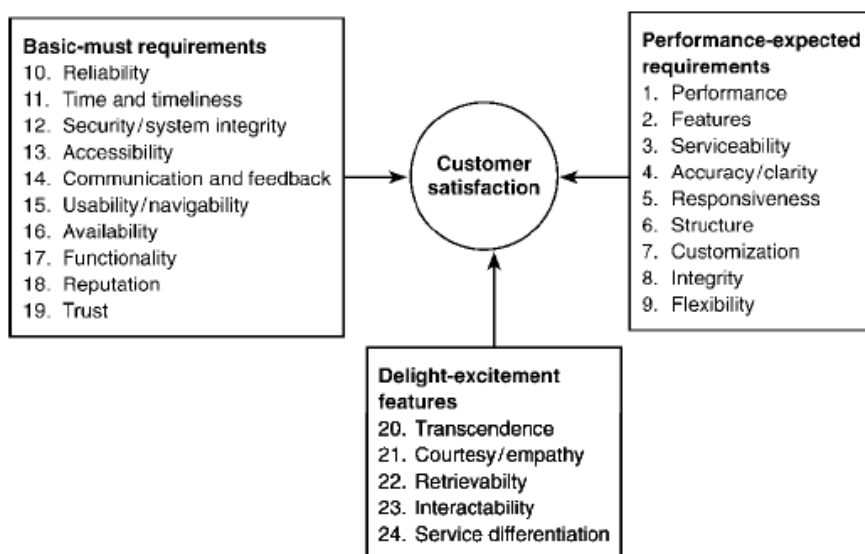 Basic-must requirements
10. Reliability
11. Time and timeliness
12. Security/system integrity
13. Accessibility
14. Communication and feedback
15. Usability/navigability
16. Availability
17. Functionality
18. Reputation
19. Trust
Customer
satisfaction
Performance-expected
requirements
1. Performance
2. Features
3. Serviceability
4. Accuracy/clarity
5. Responsiveness
6. Structure
7. Customization
8. Integrity
9. Flexibility
Delight-excitement
features
20. Transcendence
21. Courtesy/empathy
22. Retrievabilty
23. Interactability
24. Service differentiation